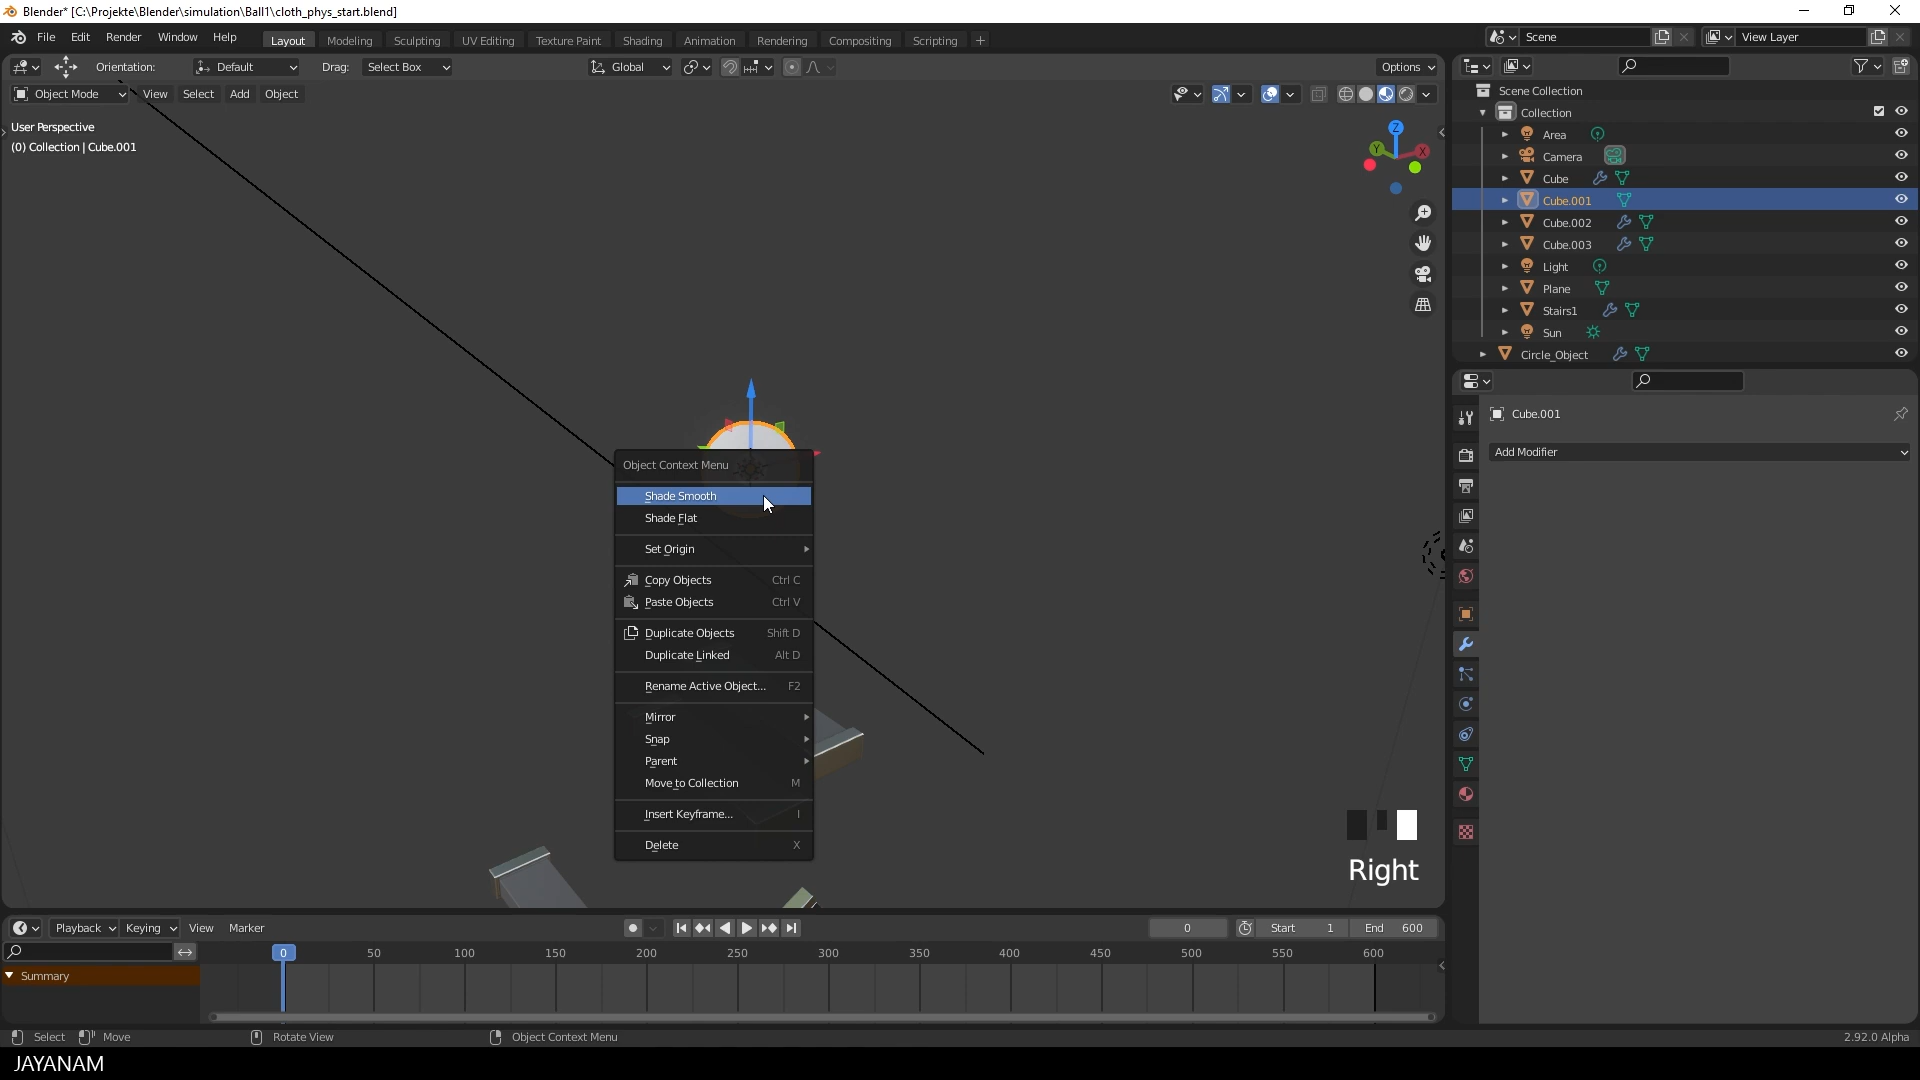 Blender* [C:\Projekte\Blender\simulation\Ball1\cloth_phys_start.blend]
File Edit Render Window Help Layout Modeling Sculpting UV Editing Texture Paint Shading Animation Rendering Compositing Scripting + Scene View Layer
Orientation: Default Drag: Select Box Global Options
Object Mode View Select Add Object
User Perspective
(0) Collection | Cube.001
Z
Y
X
Scene Collection
Collection
Area
Camera
Cube
Cube.001
Cube.002
Cube.003
Light
Plane
Stairs1
Sun
Circle_Object
Cube.001
Add Modifier
Object Context Menu
Shade Smooth
Shade Flat
Set Origin
Copy Objects Ctrl C
Paste Objects Ctrl V
Duplicate Objects Shift D
Duplicate Linked Alt D
Rename Active Object... F2
Mirror
Snap
Parent
Move to Collection M
Insert Keyframe... I
Delete X
Right
Playback Keying View Marker 0 Start 1 End 600
0 50 100 150 200 250 300 350 400 450 500 550 600
Summary
Select Move Rotate View Object Context Menu 2.92.0 Alpha
JAYANAM